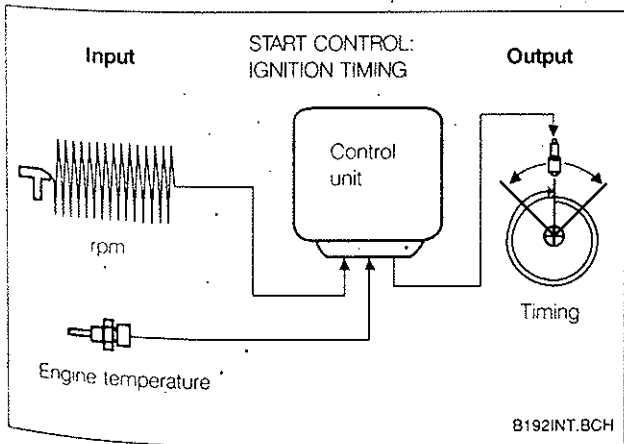 START CONTROL:
IGNITION TIMING
Input
Output
Control
unit
rpm
Timing
Engine temperature
B192INT.BCH